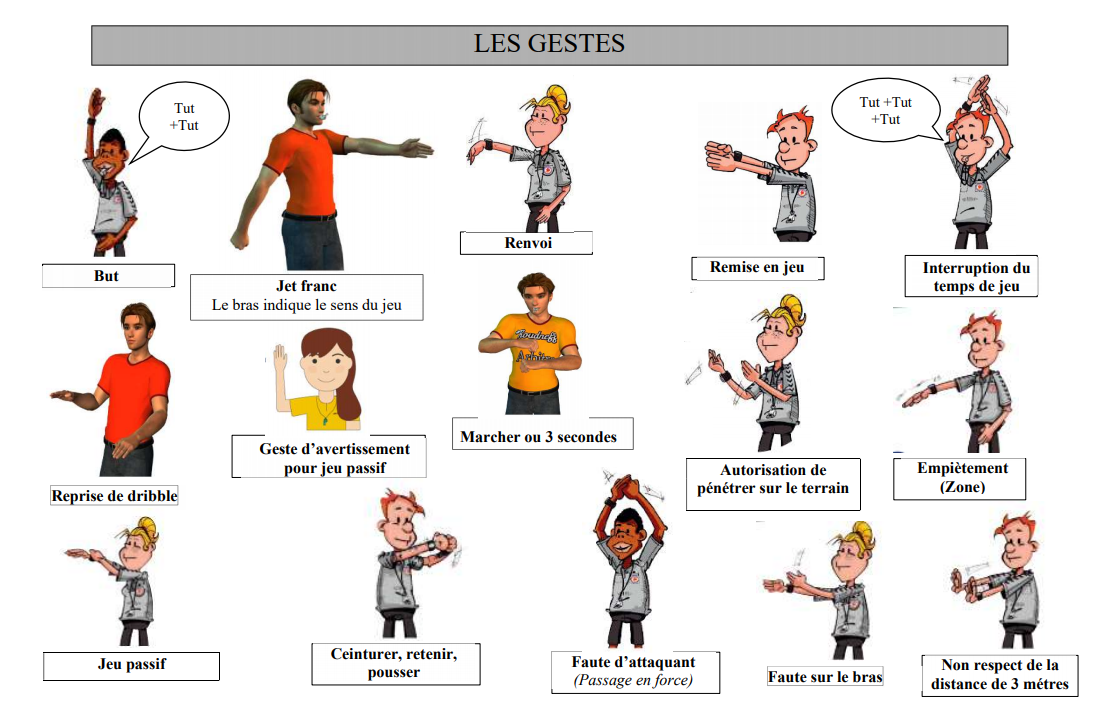 LES GESTES
Tut
+Tut
Tut +Tut
+Tut
But
Jet franc
Le bras indique le sens du jeu
Renvoi
Remise en jeu
Interruption du
temps de jeu
Reprise de dribble
Geste d’avertissement
pour jeu passif
Marcher ou 3 secondes
Autorisation de
pénétrer sur le terrain
Empiètement
(Zone)
Jeu passif
Ceinturer, retenir,
pousser
Faute d’attaquant
(Passage en force)
Faute sur le bras
Non respect de la
distance de 3 métres